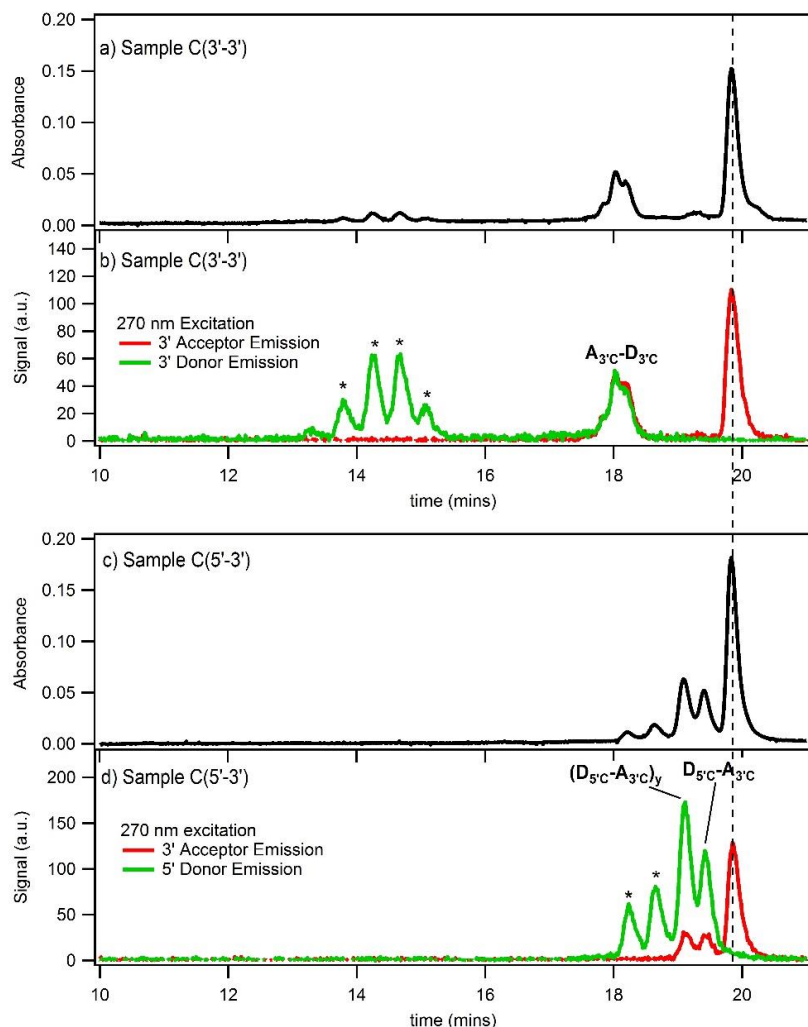 a) Sample C(3'-3')
Absorbance
0.20
0.15
0.10
0.05
0.00
b) Sample C(3'-3')
Signal (a.u.)
140
120
100
80
60
40
20
0
270 nm Excitation
3' Acceptor Emission
3' Donor Emission
* * * *
A3'C-D3'C
10 12 14 16 18 20
time (mins)
c) Sample C(5'-3')
Absorbance
0.20
0.15
0.10
0.05
0.00
d) Sample C(5'-3')
Signal (a.u.)
200
150
100
50
0
270 nm excitation
3' Acceptor Emission
5' Donor Emission
* *
(D5'C-A3'C)y
D5'C-A3'C
10 12 14 16 18 20
time (mins)